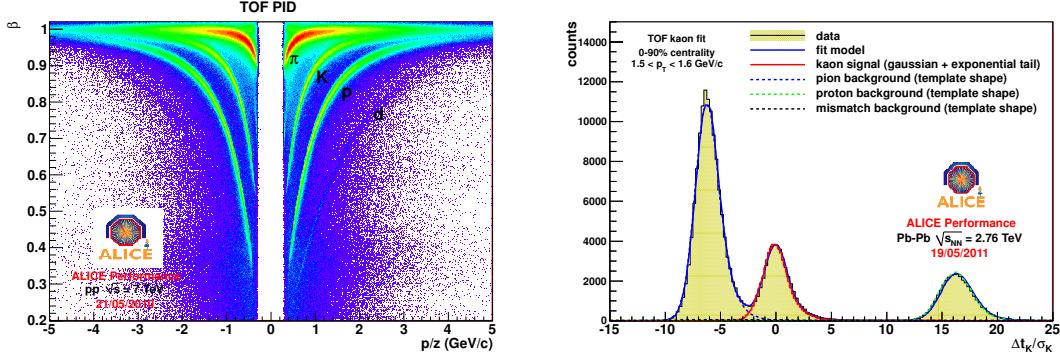 TOF PID
β
1
0.9
0.8
0.7
0.6
0.5
0.4
0.3
0.2
π
K
p
d
ALICE
ALICE Performance
pp √s = 7 TeV
21/05/2010
-5 -4 -3 -2 -1 0 1 2 3 4 5
p/z (GeV/c)
counts
14000
12000
10000
8000
6000
4000
2000
0
TOF kaon fit
0-90% centrality
1.5 < p_T < 1.6 GeV/c
data
fit model
kaon signal (gaussian + exponential tail)
pion background (template shape)
proton background (template shape)
mismatch background (template shape)
ALICE
ALICE Performance
Pb-Pb √s_NN = 2.76 TeV
19/05/2011
-15 -10 -5 0 5 10 15 20 25
Δt_K/σ_K